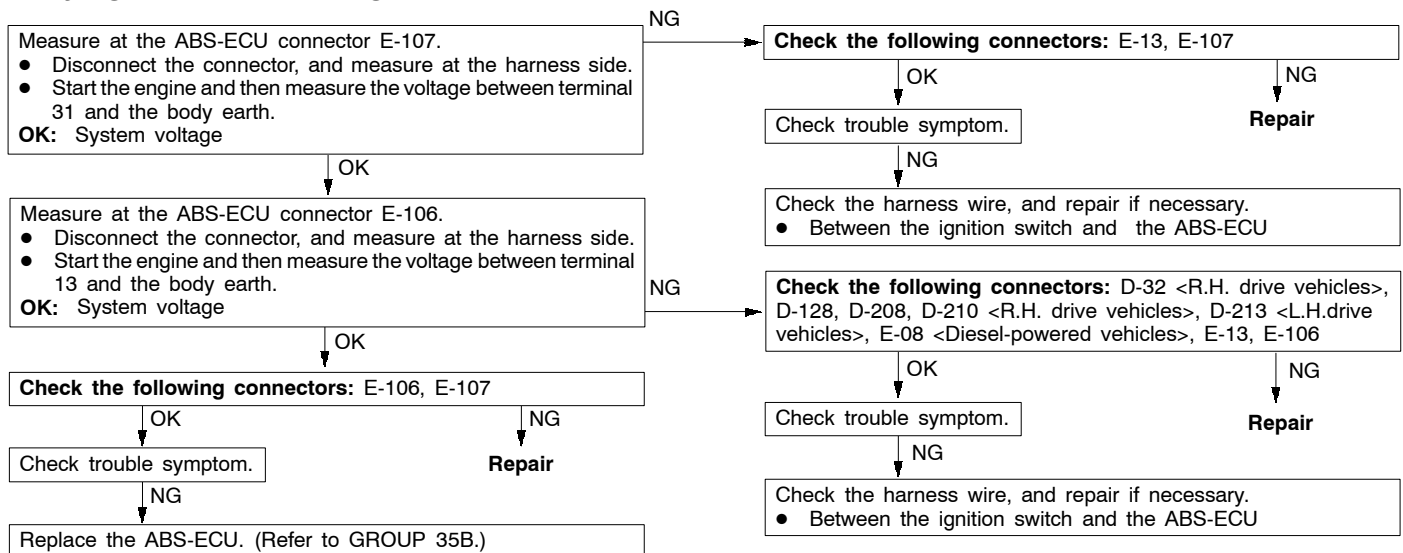 NG
Measure at the ABS-ECU connector E-107.
● Disconnect the connector, and measure at the harness side.
● Start the engine and then measure the voltage between terminal
31 and the body earth.
OK: System voltage
OK
Measure at the ABS-ECU connector E-106.
● Disconnect the connector, and measure at the harness side.
● Start the engine and then measure the voltage between terminal
13 and the body earth.
OK: System voltage
NG
OK
Check the following connectors: E-106, E-107
OK
NG
Check trouble symptom.
Repair
NG
Replace the ABS-ECU. (Refer to GROUP 35B.)
Check the following connectors: E-13, E-107
OK
NG
Check trouble symptom.
Repair
NG
Check the harness wire, and repair if necessary.
● Between the ignition switch and the ABS-ECU
Check the following connectors: D-32 <R.H. drive vehicles>,
D-128, D-208, D-210 <R.H. drive vehicles>, D-213 <L.H.drive
vehicles>, E-08 <Diesel-powered vehicles>, E-13, E-106
OK
NG
Check trouble symptom.
Repair
NG
Check the harness wire, and repair if necessary.
● Between the ignition switch and the ABS-ECU